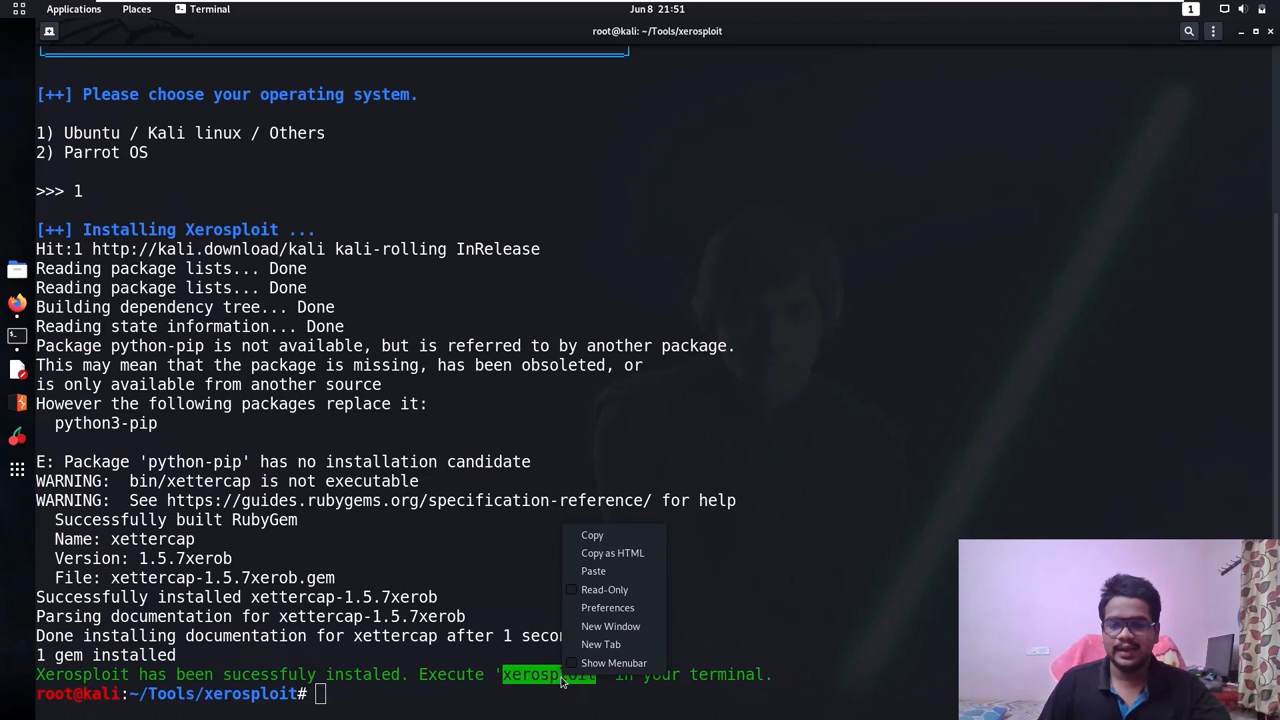 Applications Places Terminal
Jun 8 21:51
1
root@kali: ~/Tools/xerosploit
[++] Please choose your operating system.
1) Ubuntu / Kali linux / Others
2) Parrot OS
>>> 1
[++] Installing Xerosploit ...
Hit:1 http://kali.download/kali kali-rolling InRelease
Reading package lists... Done
Reading package lists... Done
Building dependency tree... Done
Reading state information... Done
Package python-pip is not available, but is referred to by another package.
This may mean that the package is missing, has been obsoleted, or
is only available from another source
However the following packages replace it:
python3-pip
E: Package 'python-pip' has no installation candidate
WARNING:  bin/xettercap is not executable
WARNING:  See https://guides.rubygems.org/specification-reference/ for help
Successfully built RubyGem
Name: xettercap
Version: 1.5.7xerob
File: xettercap-1.5.7xerob.gem
Successfully installed xettercap-1.5.7xerob
Parsing documentation for xettercap-1.5.7xerob
Done installing documentation for xettercap after 1
1 gem installed
Xerosploit has been sucessfuly instaled. Execute 'xerosploit' in your terminal.
root@kali:~/Tools/xerosploit#
Copy
Copy as HTML
Paste
Read-Only
Preferences
New Window
New Tab
Show Menubar